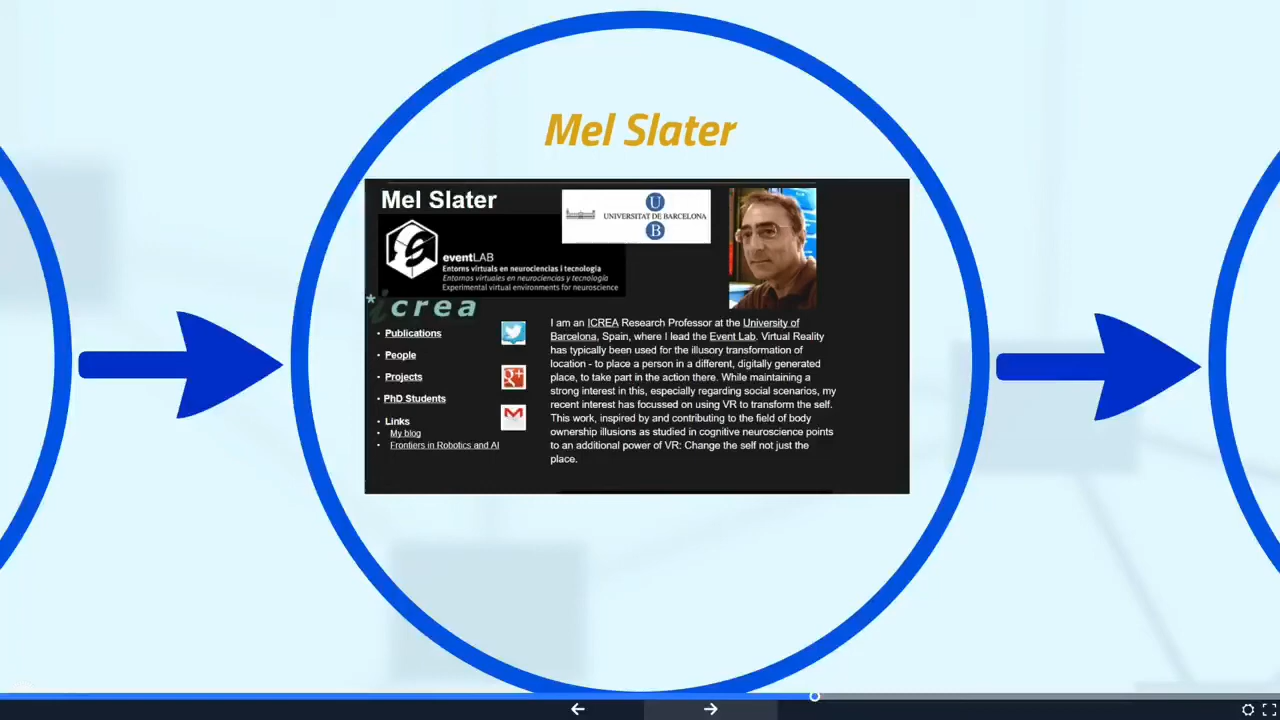 Mel Slater
Mel Slater
U
UNIVERSITAT DE BARCELONA
B
eventLAB
Entorns virtuals en neurociencies i tecnologia
Entornos virtuales en neurociencia y tecnología
Experimental virtual environments for neuroscience
*icrea
• Publications
• People
• Projects
• PhD Students
• Links
• My blog
• Frontiers in Robotics and AI
I am an ICREA Research Professor at the University of
Barcelona, Spain, where I lead the Event Lab. Virtual Reality
has typically been used for the illusory transformation of
location - to place a person in a different, digitally generated
place, to take part in the action there. While maintaining a
strong interest in this, especially regarding social scenarios, my
recent interest has focussed on using VR to transform the self.
This work, inspired by and contributing to the field of body
ownership illusions as studied in cognitive neuroscience points
to an additional power of VR: Change the self not just the
place.